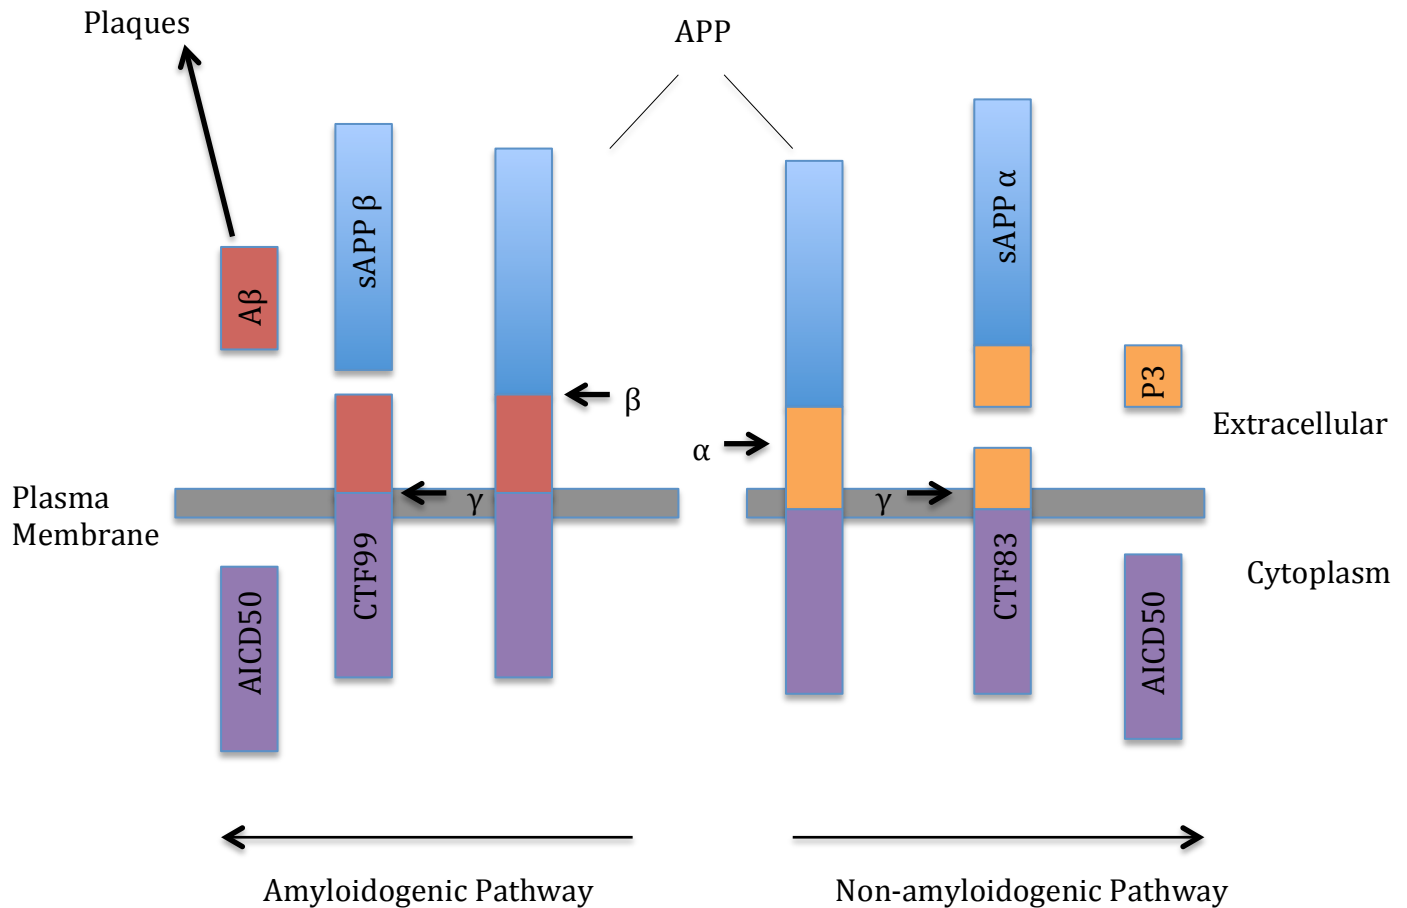 Plaques
APP
sAPP β
sAPP α
Aβ
P3
β
α
Extracellular
Plasma
Membrane
γ
γ
Cytoplasm
AICD50
CTF99
CTF83
AICD50
Amyloidogenic Pathway
Non-amyloidogenic Pathway